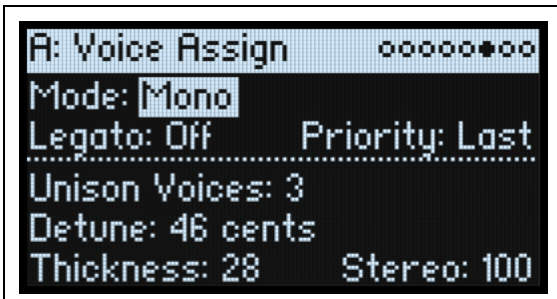 A: Voice Assign
Mode: Mono
Legato: Off Priority: Last
Unison Voices: 3
Detune: 46 cents
Thickness: 28 Stereo: 100